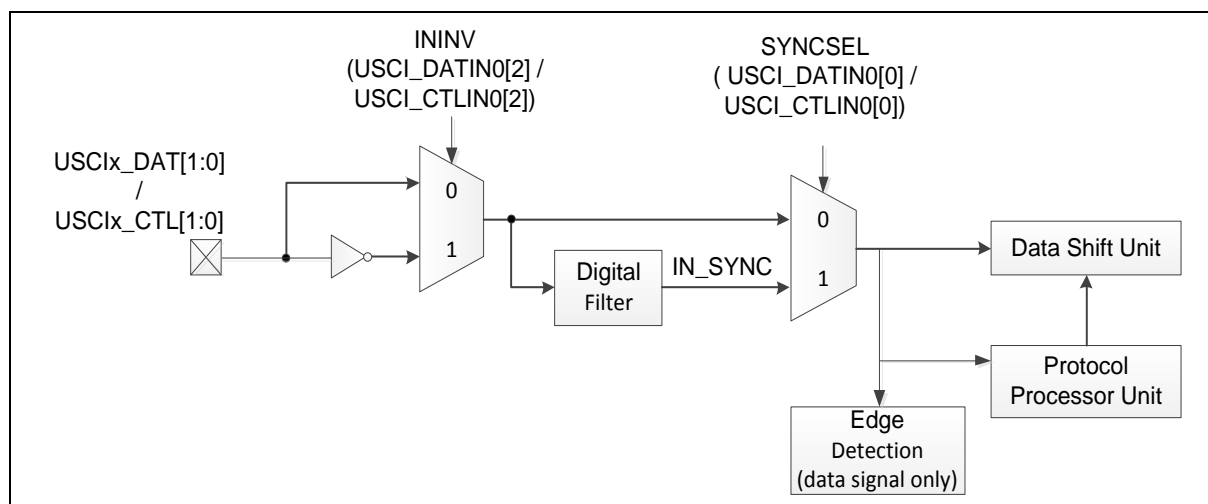 ININV
(USCI_DATIN0[2] /
USCI_CTLIN0[2])
SYNCSEL
( USCI_DATIN0[0] /
USCI_CTLIN0[0])
USCIx_DAT[1:0]
/
USCIx_CTL[1:0]
0
1
Digital
Filter
IN_SYNC
0
1
Data Shift Unit
Protocol
Processor Unit
Edge
Detection
(data signal only)